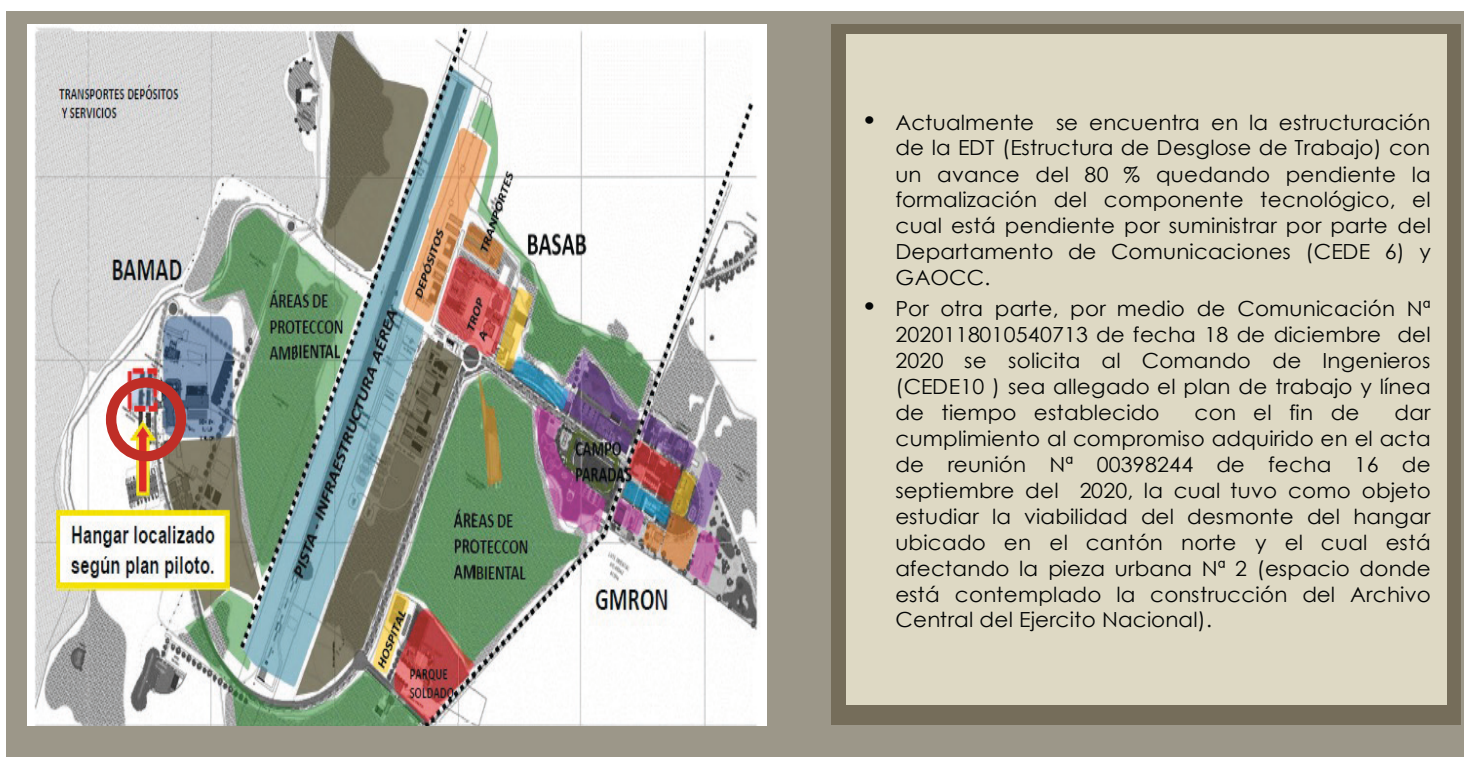 TRANSPORTES DEPÓSITOS
Y SERVICIOS
BAMAD
ÁREAS DE
PROTECCON
AMBIENTAL
DEPÓSITOS
TRANPORTES
BASAB
TROP
A
PISTA- INFRAESTRUCTURA AÉREA
CAMPO
PARADAS
Hangar localizado
según plan piloto.
ÁREAS DE
PROTECCON
AMBIENTAL
GMRON
HOSPITAL
PARQUE
SOLDADO
• Actualmente se encuentra en la estructuración
de la EDT (Estructura de Desglose de Trabajo) con
un avance del 80 % quedando pendiente la
formalización del componente tecnológico, el
cual está pendiente por suministrar por parte del
Departamento de Comunicaciones (CEDE 6) y
GAOCC.
• Por otra parte, por medio de Comunicación Nª
2020118010540713 de fecha 18 de diciembre del
2020 se solicita al Comando de Ingenieros
(CEDE10 ) sea allegado el plan de trabajo y línea
de tiempo establecido con el fin de dar
cumplimiento al compromiso adquirido en el acta
de reunión Nª 00398244 de fecha 16 de
septiembre del 2020, la cual tuvo como objeto
estudiar la viabilidad del desmonte del hangar
ubicado en el cantón norte y el cual está
afectando la pieza urbana Nª 2 (espacio donde
está contemplado la construcción del Archivo
Central del Ejercito Nacional).